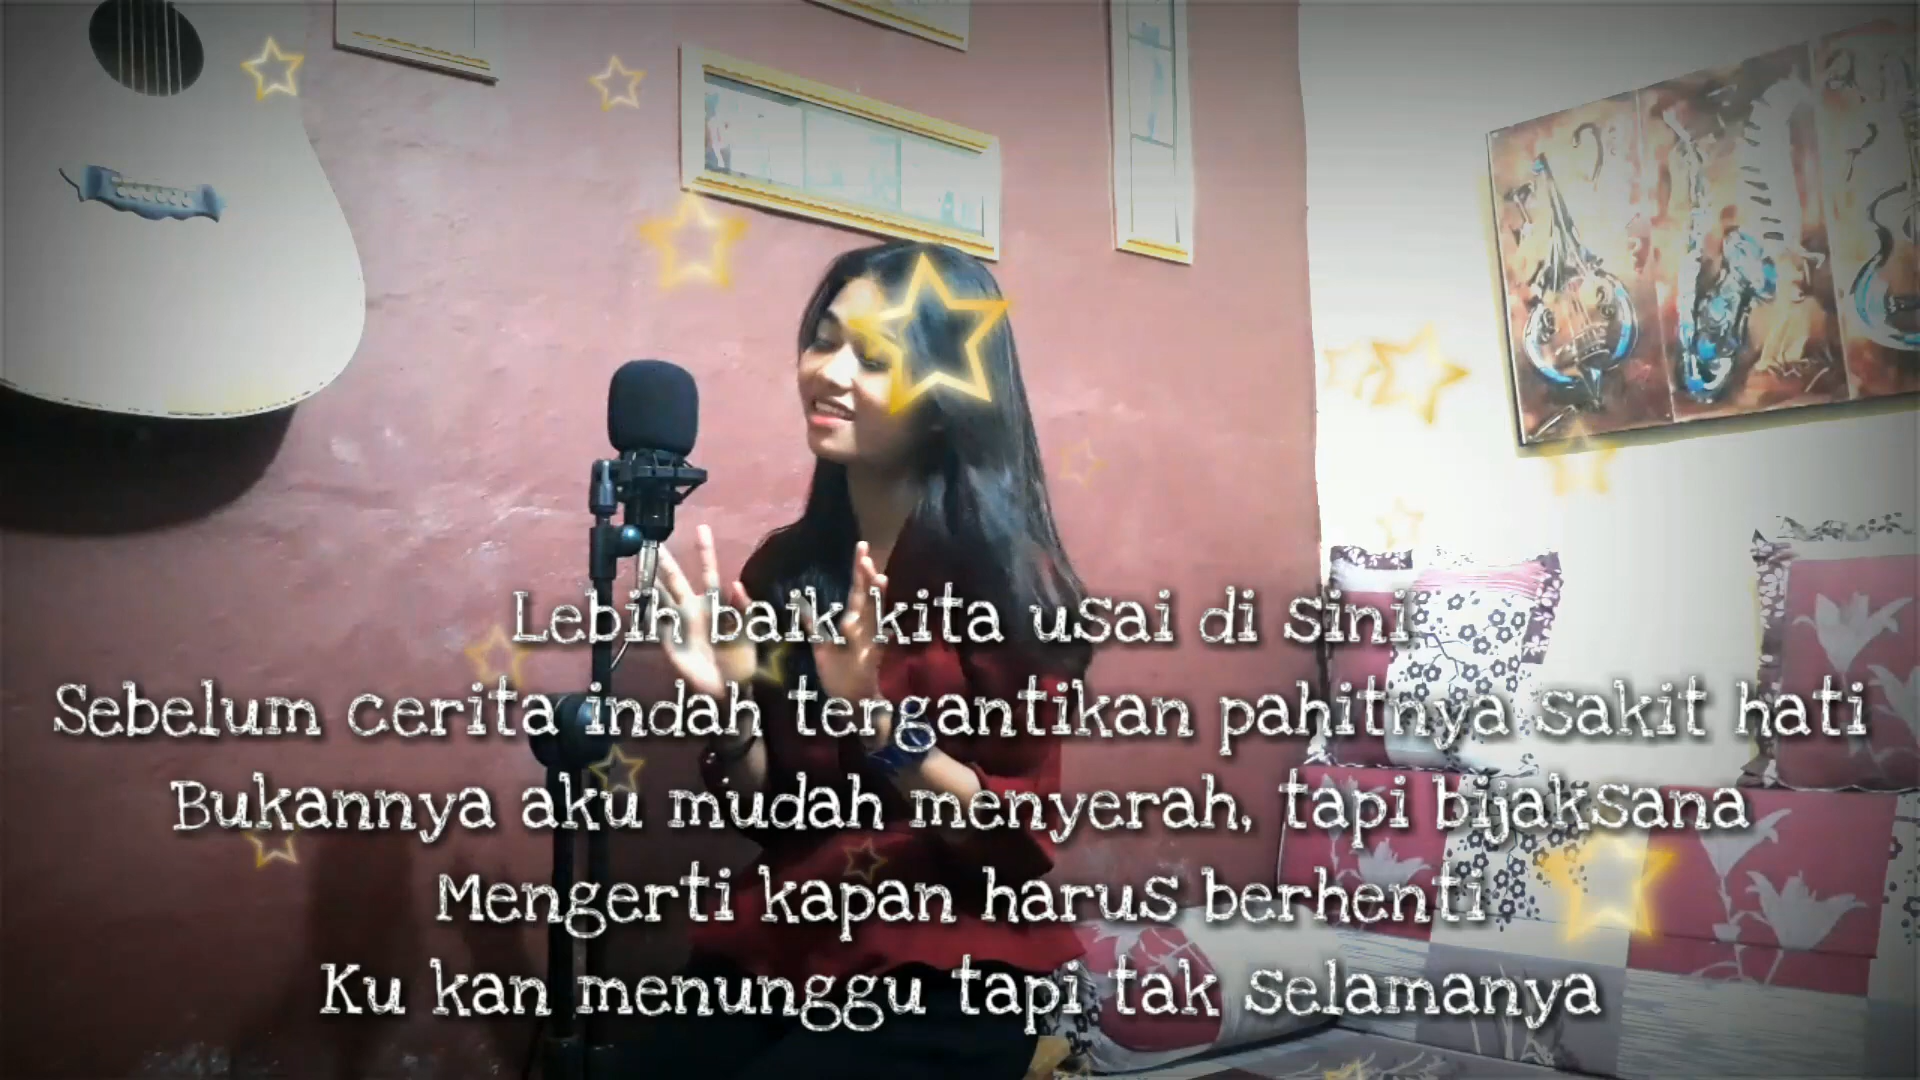 Lebih baik kita usai di sini
Sebelum cerita indah tergantikan pahitnya sakit hati
Bukannya aku mudah menyerah, tapi bijaksana
Mengerti kapan harus berhenti
Ku kan menunggu tapi tak selamanya